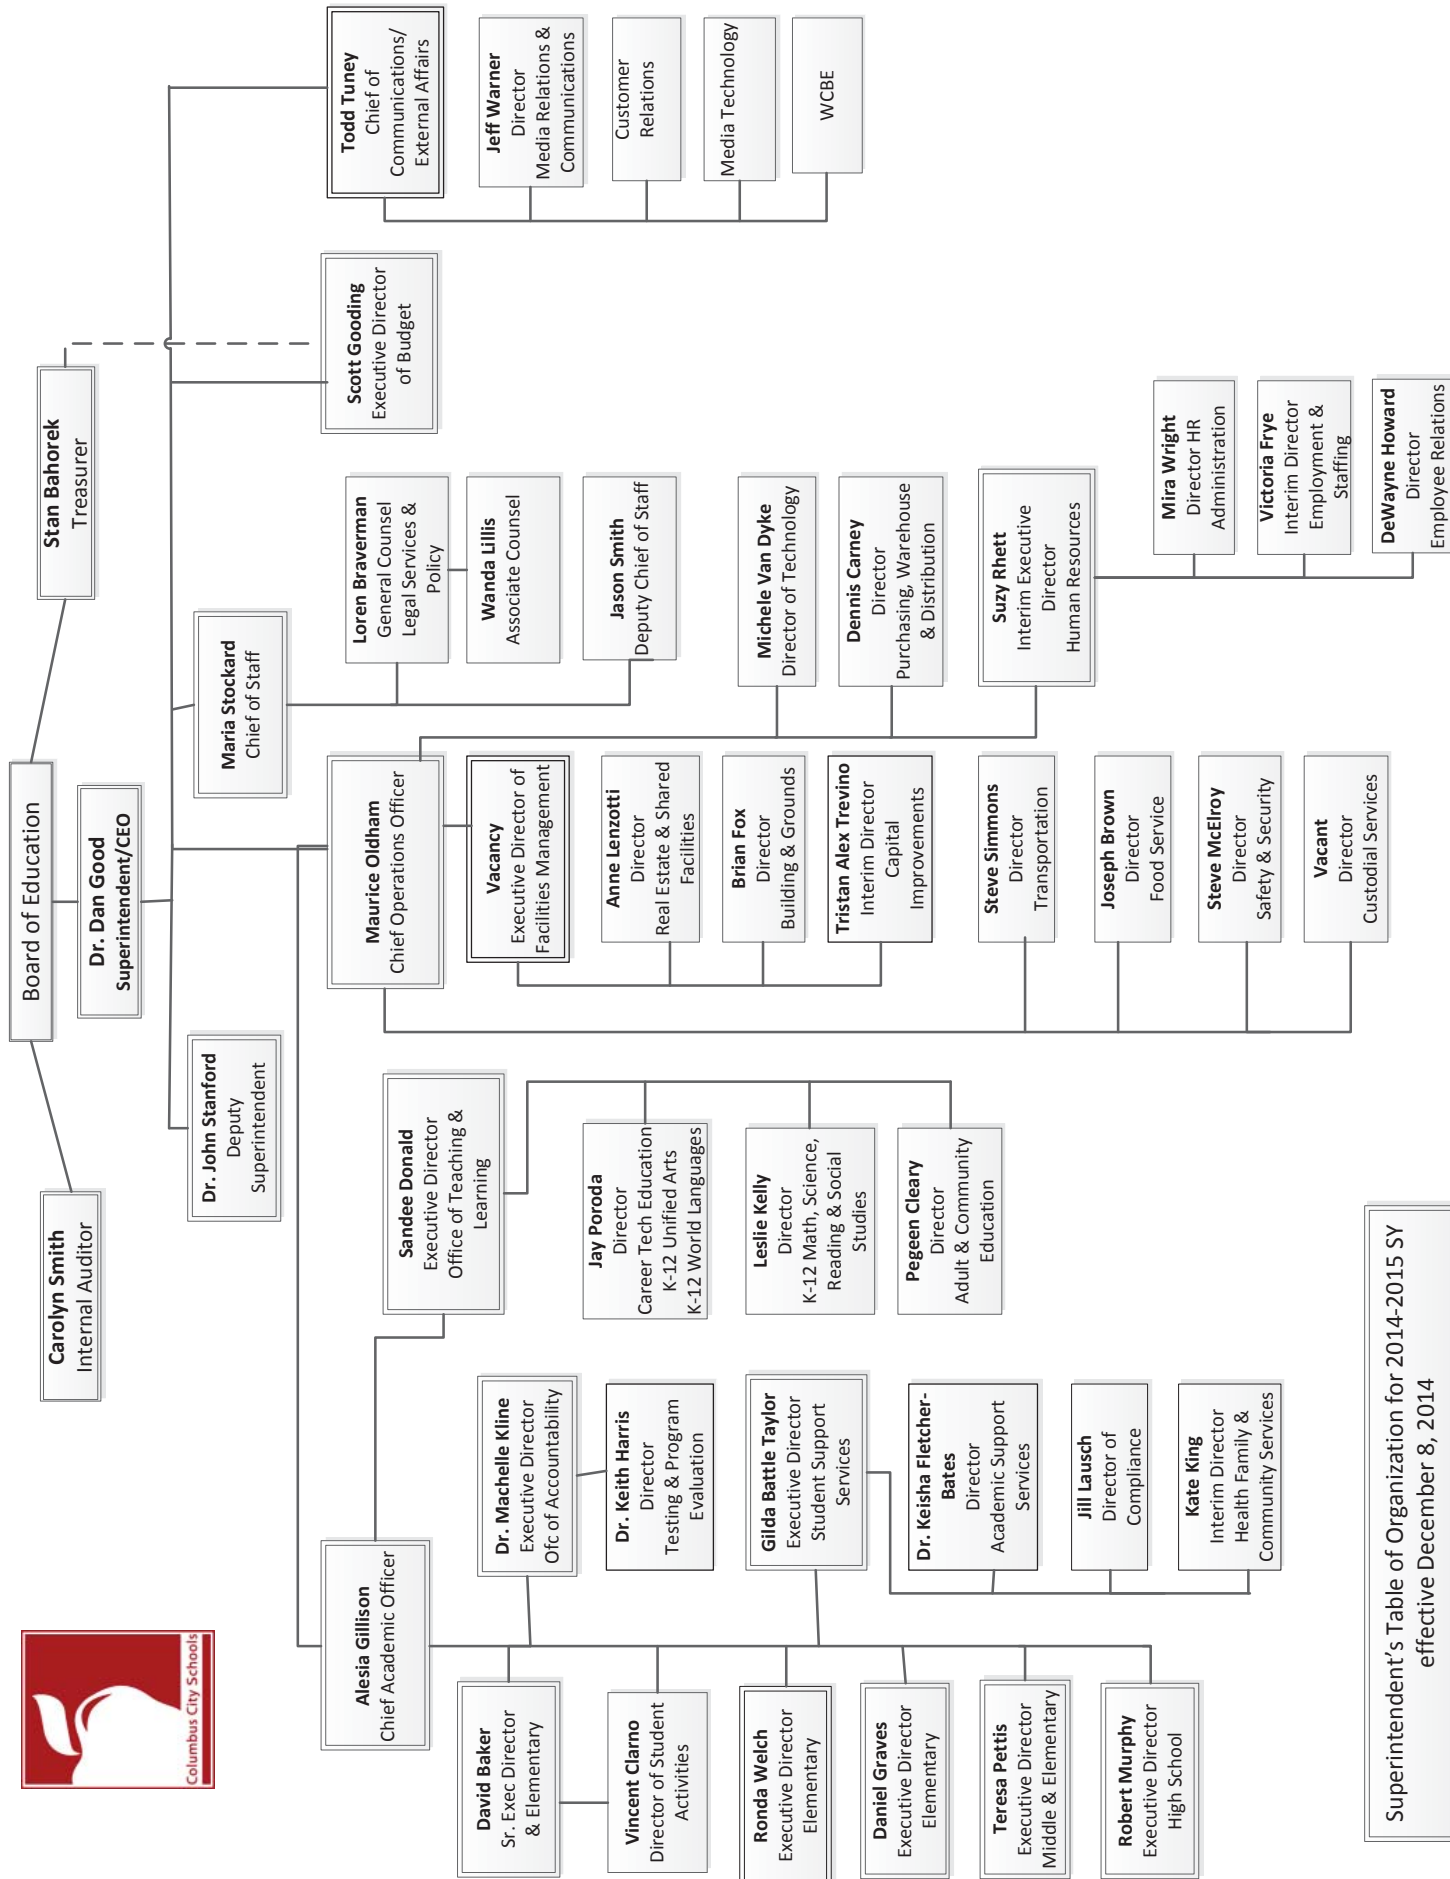 Columbus City Schools
Board of Education
Carolyn Smith
Internal Auditor
Stan Bahorek
Treasurer
Dr. Dan Good
Superintendent/CEO
Dr. John Stanford
Deputy
Superintendent
Maria Stockard
Chief of Staff
Alesia Gillison
Chief Academic Officer
Sandee Donald
Executive Director
Office of Teaching &
Learning
Maurice Oldham
Chief Operations Officer
Loren Braverman
General Counsel
Legal Services &
Policy
Wanda Lillis
Associate Counsel
Jason Smith
Deputy Chief of Staff
Scott Gooding
Executive Director
of Budget
Todd Tuney
Chief of
Communications/
External Affairs
Jeff Warner
Director
Media Relations &
Communications
Customer
Relations
Media Technology
WCBE
David Baker
Sr. Exec Director
& Elementary
Vincent Clarno
Director of Student
Activities
Ronda Welch
Executive Director
Elementary
Daniel Graves
Executive Director
Elementary
Teresa Pettis
Executive Director
Middle & Elementary
Robert Murphy
Executive Director
High School
Dr. Machelle Kline
Executive Director
Ofc of Accountability
Dr. Keith Harris
Director
Testing & Program
Evaluation
Gilda Battle Taylor
Executive Director
Student Support
Services
Dr. Keisha Fletcher-
Bates
Director
Academic Support
Services
Jill Lausch
Director of
Compliance
Kate King
Interim Director
Health Family &
Community Services
Jay Poroda
Director
Career Tech Education
K-12 Unified Arts
K-12 World Languages
Leslie Kelly
Director
K-12 Math, Science,
Reading & Social
Studies
Pegeen Cleary
Director
Adult & Community
Education
Vacancy
Executive Director of
Facilities Management
Anne Lenzotti
Director
Real Estate & Shared
Facilities
Brian Fox
Director
Building & Grounds
Tristan Alex Trevino
Interim Director
Capital
Improvements
Steve Simmons
Director
Transportation
Joseph Brown
Director
Food Service
Steve McElroy
Director
Safety & Security
Vacant
Director
Custodial Services
Michele Van Dyke
Director of Technology
Dennis Carney
Director
Purchasing, Warehouse
& Distribution
Suzy Rhett
Interim Executive
Director
Human Resources
Mira Wright
Director HR
Administration
Victoria Frye
Interim Director
Employment &
Staffing
DeWayne Howard
Director
Employee Relations
Superintendent's Table of Organization for 2014-2015 SY
effective December 8, 2014